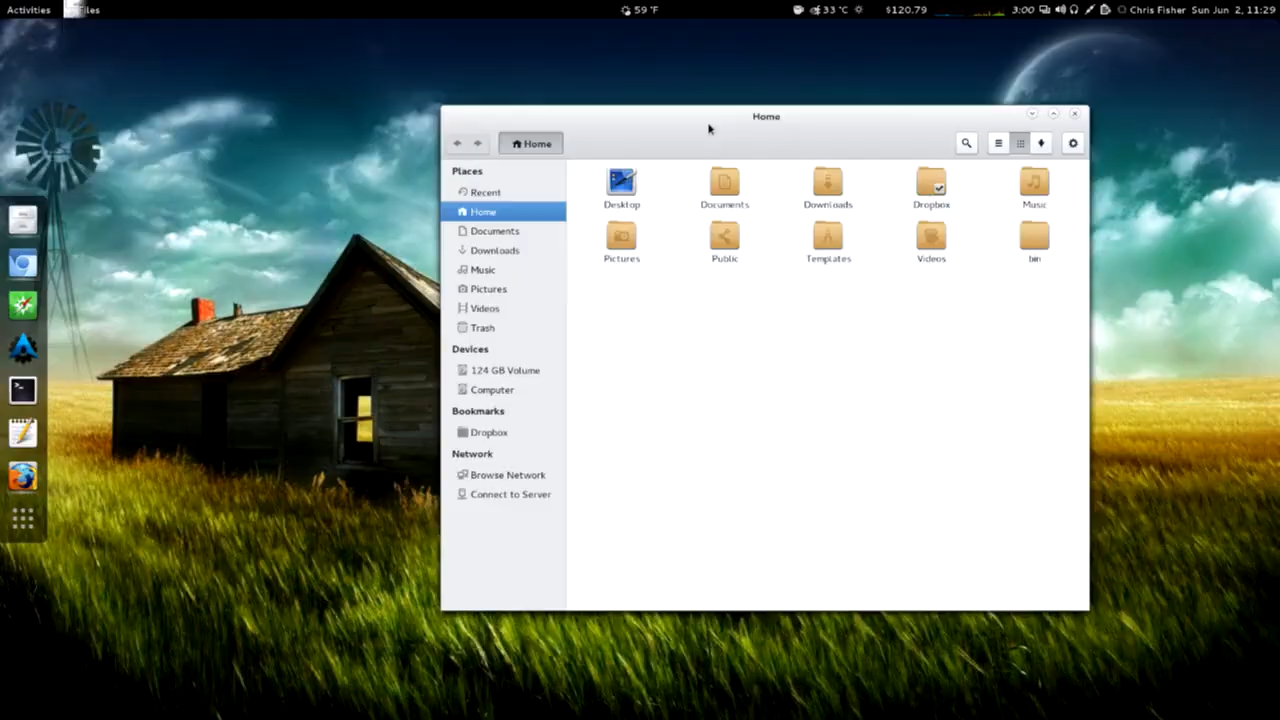 Activities
Files
59 °F
33 °C
$120.79
3:00
Chris Fisher
Sun Jun 2, 11:29
Home
Home
Places
Recent
Home
Documents
Downloads
Music
Pictures
Videos
Trash
Devices
124 GB Volume
Computer
Bookmarks
Dropbox
Network
Browse Network
Connect to Server
Desktop
Documents
Downloads
Dropbox
Music
Pictures
Public
Templates
Videos
bin